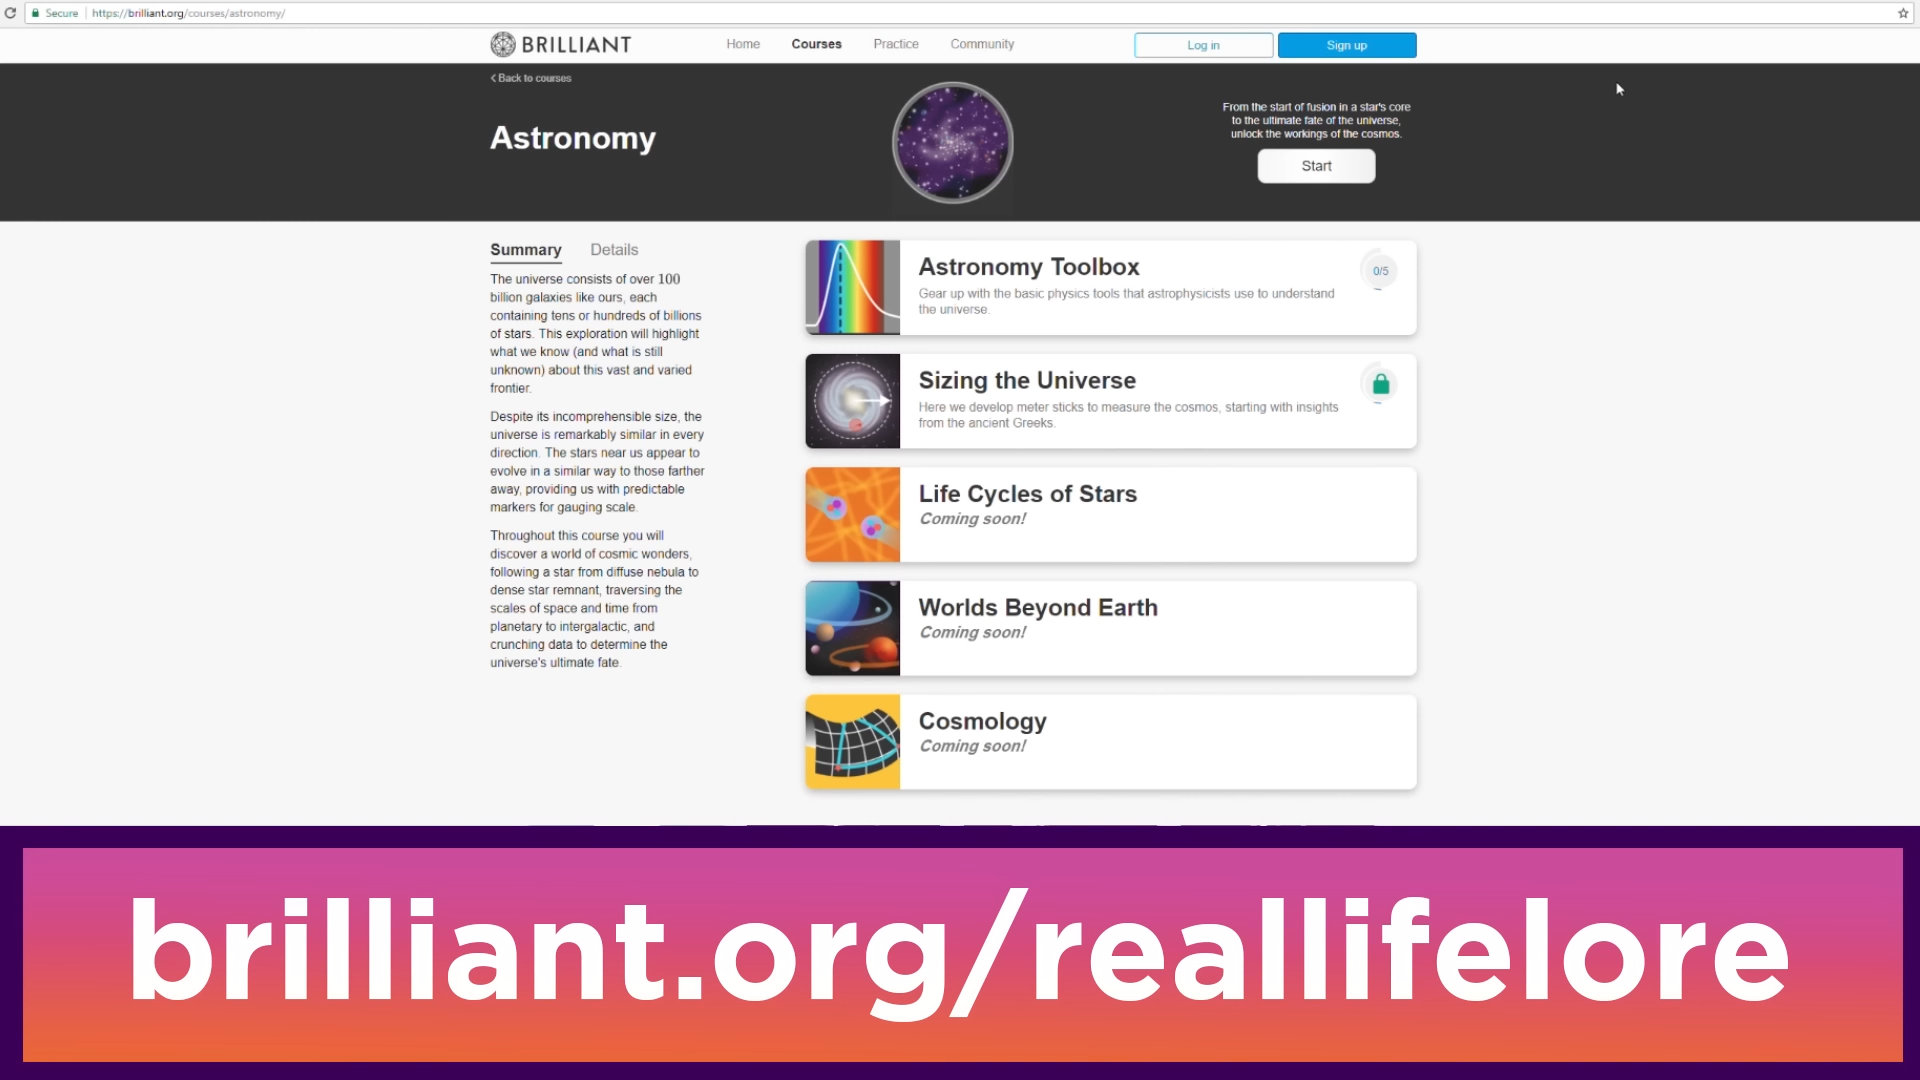 Secure https://brilliant.org/courses/astronomy/
BRILLIANT
Home Courses Practice Community
Log in Sign up
Back to courses
Astronomy
From the start of fusion in a star's core
to the ultimate fate of the universe,
unlock the workings of the cosmos.
Start
Summary Details
The universe consists of over 100
billion galaxies like ours, each
containing tens or hundreds of billions
of stars. This exploration will highlight
what we know (and what is still
unknown) about this vast and varied
frontier.
Despite its incomprehensible size, the
universe is remarkably similar in every
direction. The stars near us appear to
evolve in a similar way to those farther
away, providing us with predictable
markers for gauging scale.
Throughout this course you will
discover a world of cosmic wonders,
following a star from diffuse nebula to
dense star remnant, traversing the
scales of space and time from
planetary to intergalactic, and
crunching data to determine the
universe's ultimate fate.
Astronomy Toolbox
0/5
Gear up with the basic physics tools that astrophysicists use to understand
the universe.
Sizing the Universe
Here we develop meter sticks to measure the cosmos, starting with insights
from the ancient Greeks.
Life Cycles of Stars
Coming soon!
Worlds Beyond Earth
Coming soon!
Cosmology
Coming soon!
brilliant.org/reallifelore